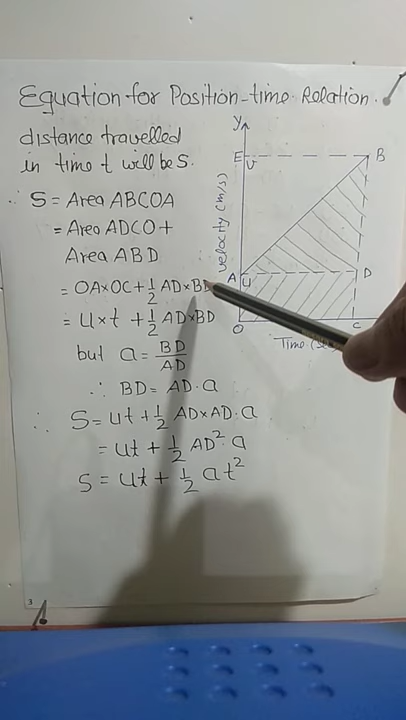 Equation for Position-time Relation.
distance travelled
in time t will be S.
∴ S = Area ABCOA
= Area ADCO +
Area ABD
= OA×OC + 1/2 AD×BD
= u×t + 1/2 AD×BD
but a = BD/AD
∴ BD = AD.a
∴ S = ut + 1/2 AD×AD.a
= ut + 1/2 AD².a
S = ut + 1/2 at²
y
E v B
velocity (m/s)
A u D
O C
Time
3